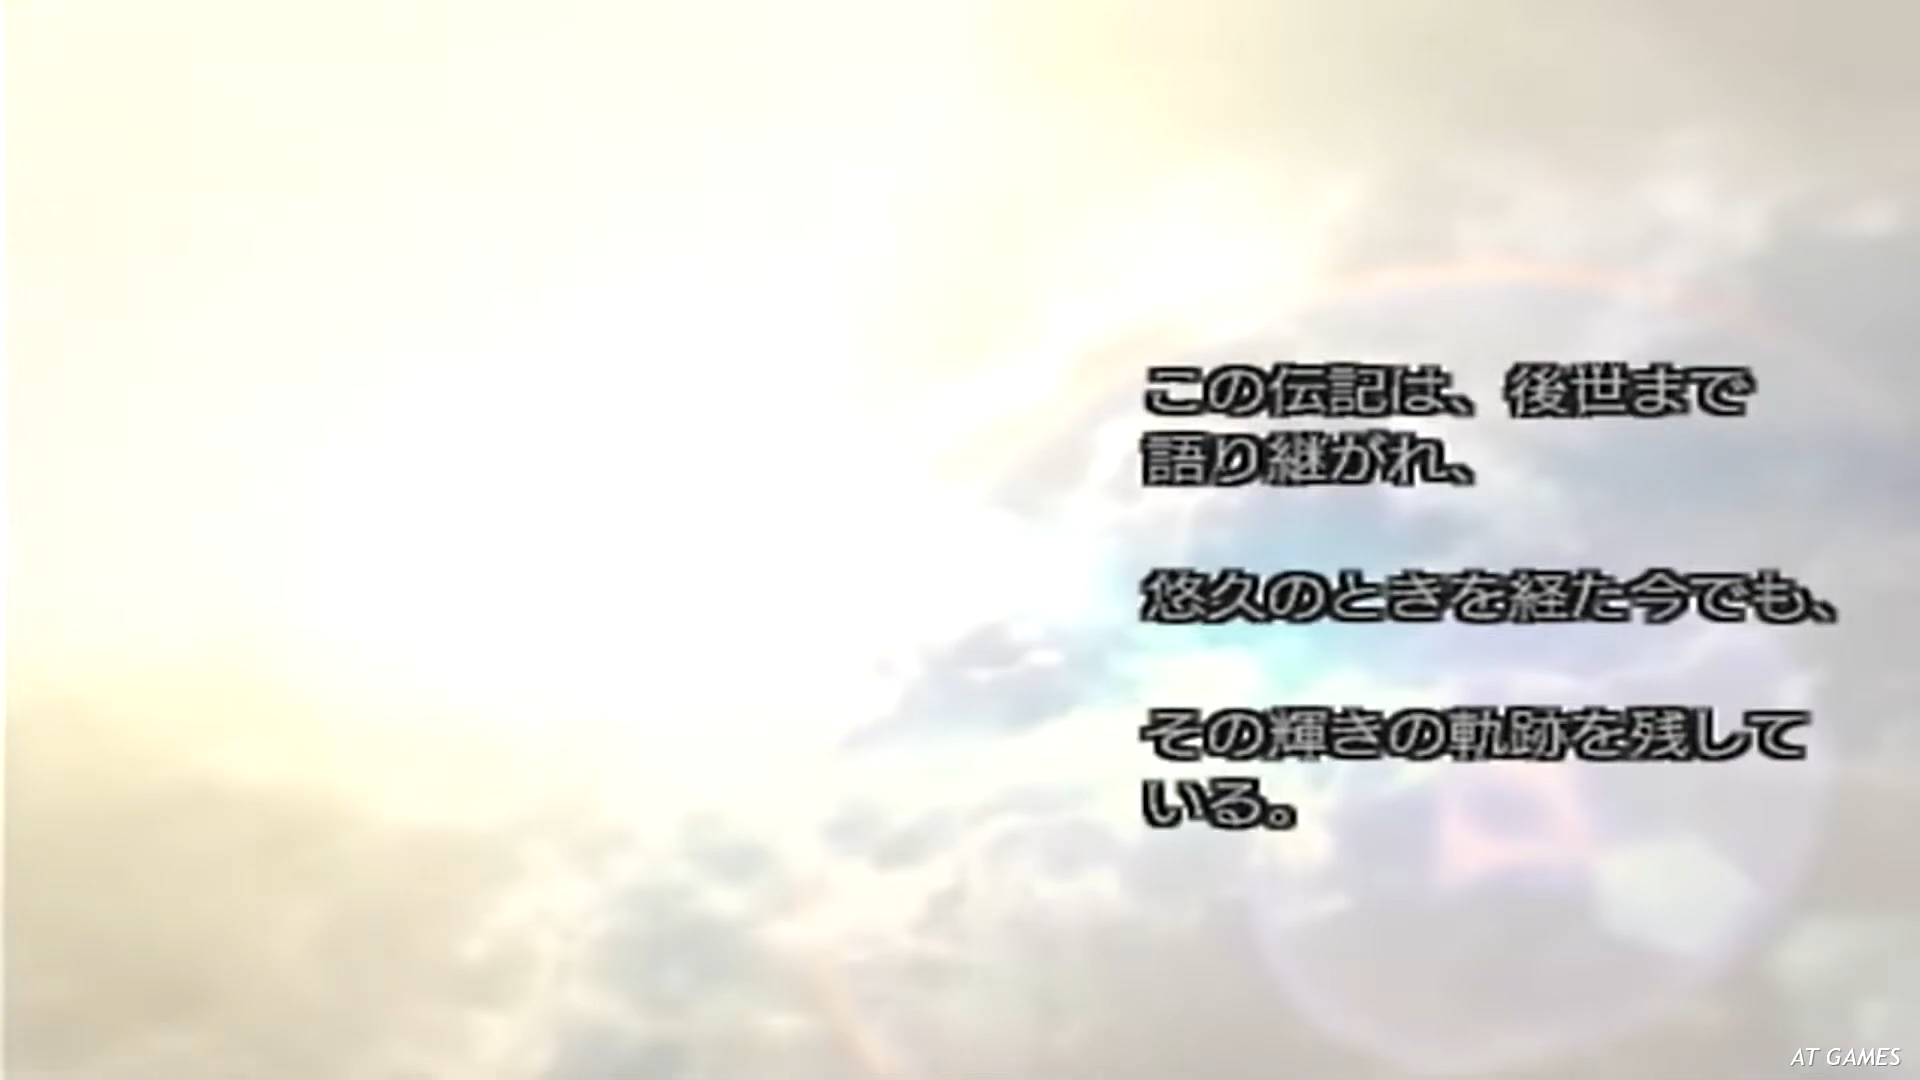 この伝記は、後世まで
語り継がれ、
悠久のときを経た今でも、
その輝きの軌跡を残して
いる。
AT GAMES